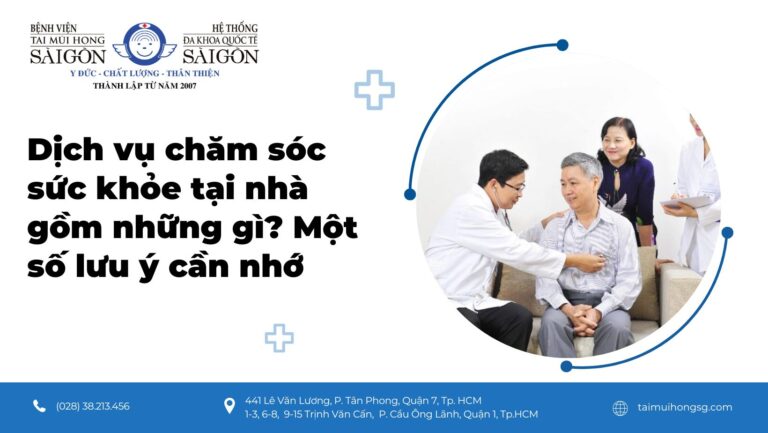 BỆNH VIỆN
TAI MŨI HỌNG
SÀIGÒN
HỆ THỐNG
ĐA KHOA QUỐC TẾ
SÀIGÒN
Y ĐỨC - CHẤT LƯỢNG - THÂN THIỆN
THÀNH LẬP TỪ NĂM 2007
Dịch vụ chăm sóc
sức khỏe tại nhà
gồm những gì? Một
số lưu ý cần nhớ
(028) 38.213.456
441 Lê Văn Lương, P. Tân Phong, Quận 7, Tp. HCM
1-3, 6-8, 9-15 Trịnh Văn Cấn, P. Cầu Ông Lãnh, Quận 1, Tp.HCM
taimuihongsg.com